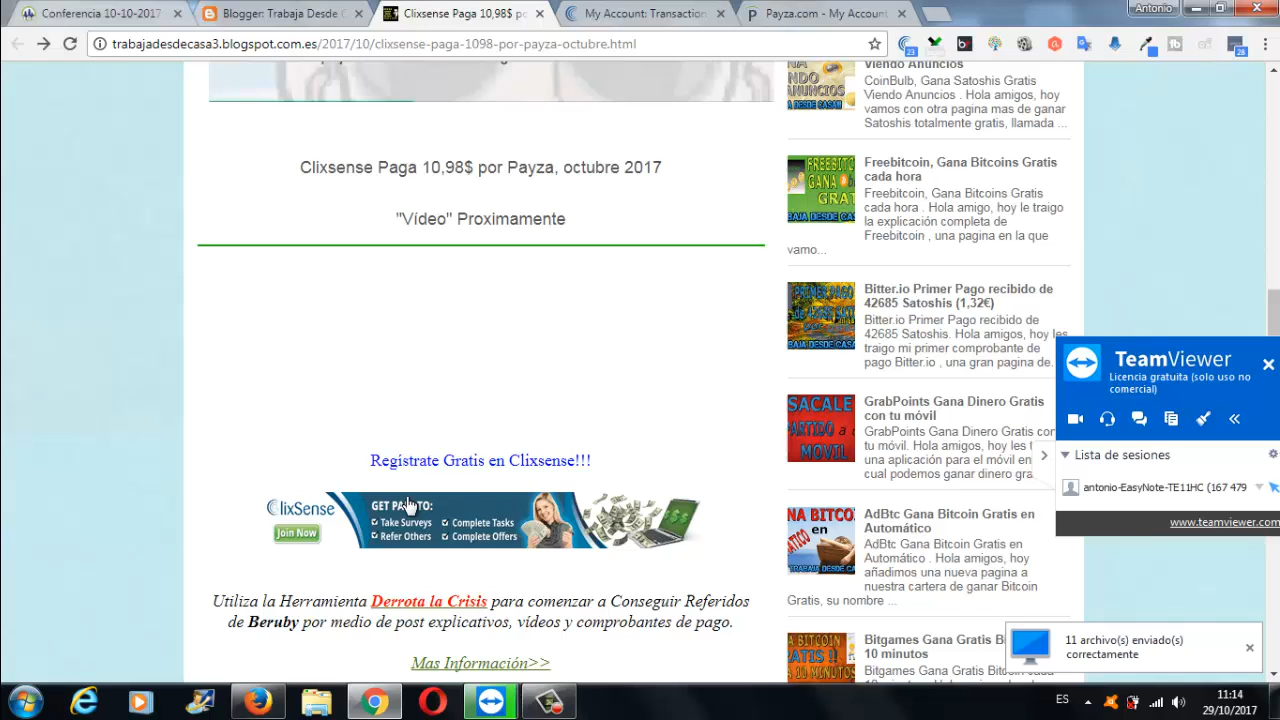 Conferencia 10-10-2017
Blogger: Trabaja Desde C
Clixsense Paga 10,98$ po
My Account: Transaction
Payza.com - My Account
Antonio
trabajadesdecasa3.blogspot.com.es/2017/10/clixsense-paga-1098-por-payza-octubre.html
23
28
Clixsense Paga 10,98$ por Payza, octubre 2017
"Vídeo" Proximamente
Registrate Gratis en Clixsense!!!
ClixSense
Join Now
GET PA TO:
Take Surveys
Complete Tasks
Refer Others
Complete Offers
Utiliza la Herramienta Derrota la Crisis para comenzar a Conseguir Referidos
de Beruby por medio de post explicativos, vídeos y comprobantes de pago.
Mas Información>>
Viendo Anuncios
CoinBulb, Gana Satoshis Gratis
Viendo Anuncios . Hola amigos, hoy
vamos con otra pagina mas de ganar
Satoshis totalmente gratis, llamada ...
Freebitcoin, Gana Bitcoins Gratis
cada hora
Freebitcoin, Gana Bitcoins Gratis
cada hora . Hola amigo, hoy le traigo
la explicación completa de
Freebitcoin , una pagina en la que
vamo...
Bitter.io Primer Pago recibido de
42685 Satoshis (1,32€)
Bitter.io Primer Pago recibido de
42685 Satoshis. Hola amigos, hoy les
traigo mi primer comprobante de
pago Bitter.io , una gran pagina de.
GrabPoints Gana Dinero Gratis
con tu móvil
GrabPoints Gana Dinero Gratis con
tu móvil. Hola amigos, hoy les t
una aplicación para el móvil en
cual podemos ganar dinero gra
AdBtc Gana Bitcoin Gratis en
Automático
AdBtc Gana Bitcoin Gratis en
Automático . Hola amigos, hoy
añadimos una nueva pagina a
nuestra cartera de ganar Bitcoin
Gratis, su nombre ...
Bitgames Gana Gratis B
10 minutos
Bitgames Gana Gratis
TeamViewer
Licencia gratuita (solo uso no
comercial)
Lista de sesiones
antonio-EasyNote-TE11HC (167 479
www.teamviewer.com
11 archivo(s) enviado(s)
correctamente
ES
11:14
29/10/2017